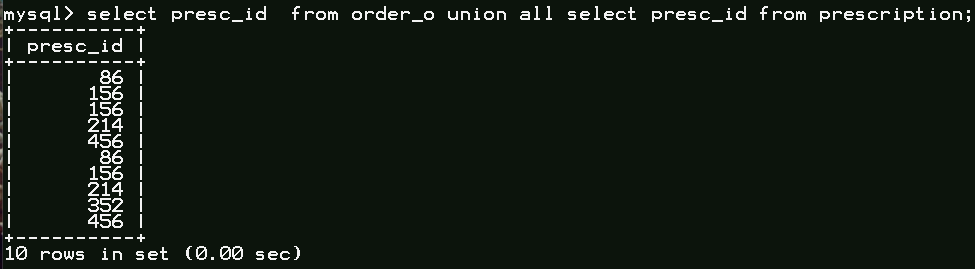 mysql> select presc_id  from order_o union all select presc_id from prescription;
+----------+
| presc_id |
+----------+
|       86 |
|      156 |
|      156 |
|      214 |
|      456 |
|       86 |
|      156 |
|      214 |
|      352 |
|      456 |
+----------+
10 rows in set (0.00 sec)